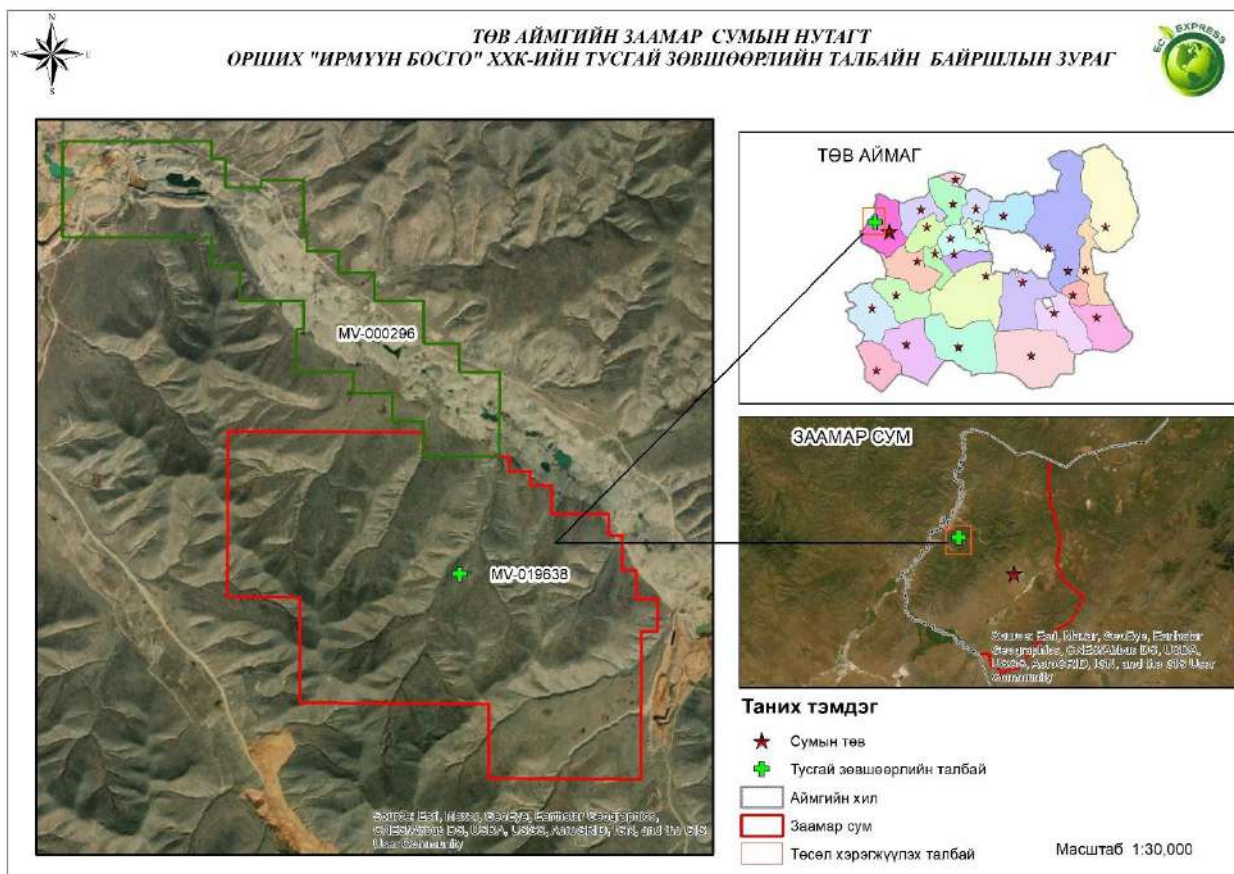 N
W
E
S
ТӨВ АЙМГИЙН ЗААМАР СУМЫН НУТАГТ
ОРШИХ "ИРМҮҮН БОСГО" ХХК-ИЙН ТУСГАЙ ЗӨВШӨӨРЛИЙН ТАЛБАЙН БАЙРШЛЫН ЗУРАГ
EXPRESS
MV-000296
MV-019638
Source: Esri, Maxar, GeoEye, Earthstar Geographics,
CNES/Airbus DS, USDA, USGS, AeroGRID, IGN, and the GIS
User Community
ТӨВ АЙМАГ
ЗААМАР СУМ
Source: Esri, Maxar, GeoEye, Earthstar
Geographics, CNES/Airbus DS, USDA,
USGS, AeroGRID, IGN, and the GIS User
Community
Таних тэмдэг
Сумын төв
Тусгай зөвшөөрлийн талбай
Аймгийн хил
Заамар сум
Төсөл хэрэгжүүлэх талбай
Масштаб 1:30,000